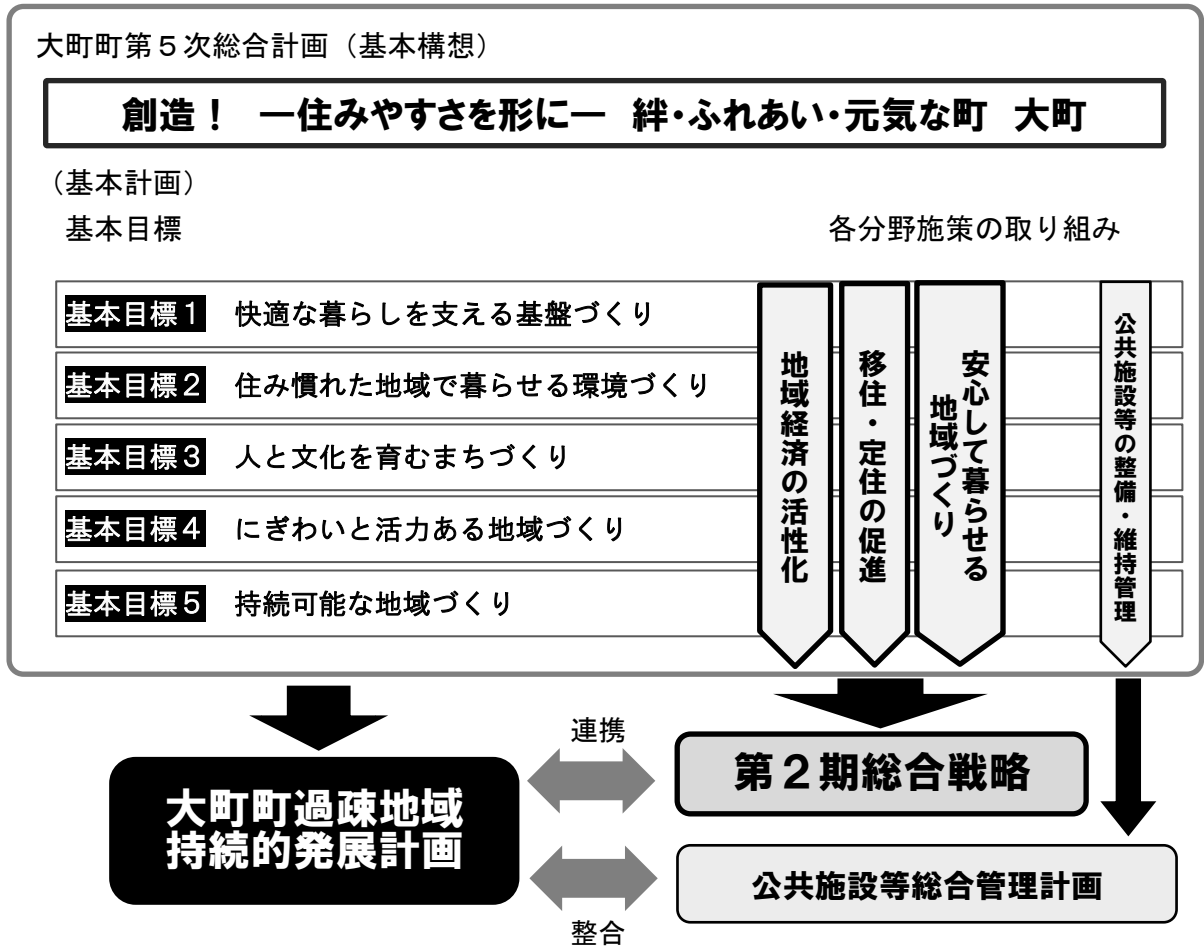 大町町第５次総合計画（基本構想）
創造！　―住みやすさを形に―　絆・ふれあい・元気な町　大町
（基本計画）
基本目標
各分野施策の取り組み
基本目標１　快適な暮らしを支える基盤づくり
基本目標２　住み慣れた地域で暮らせる環境づくり
基本目標３　人と文化を育むまちづくり
基本目標４　にぎわいと活力ある地域づくり
基本目標５　持続可能な地域づくり
地域経済の活性化
移住・定住の促進
安心して暮らせる
地域づくり
公共施設等の整備・維持管理
連携
第２期総合戦略
大町町過疎地域
持続的発展計画
公共施設等総合管理計画
整合